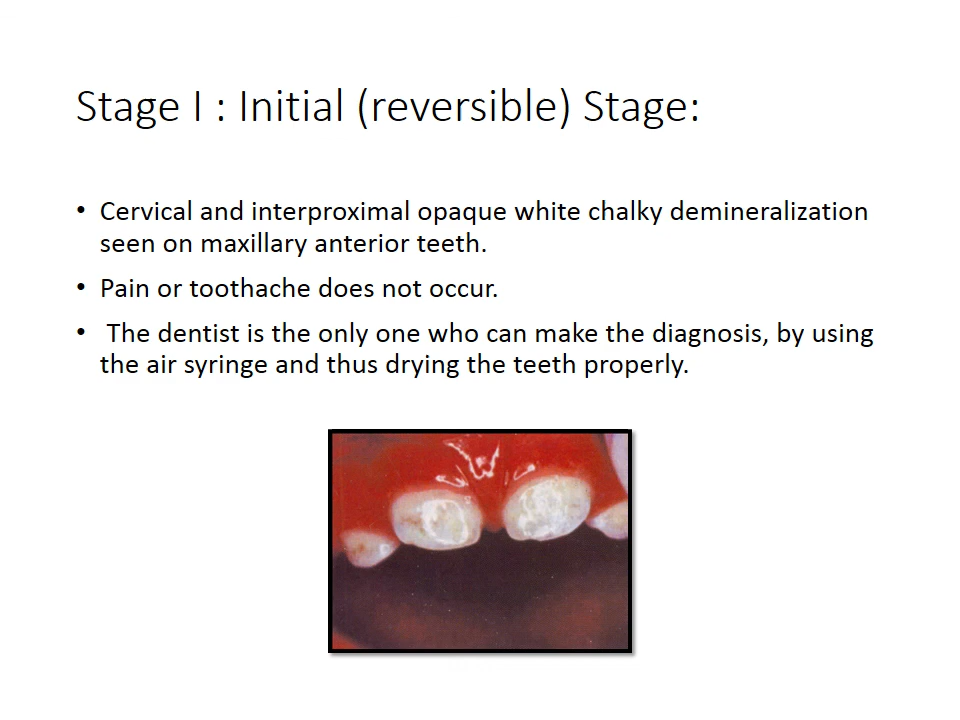 Stage I : Initial (reversible) Stage:
• Cervical and interproximal opaque white chalky demineralization
seen on maxillary anterior teeth.
• Pain or toothache does not occur.
• The dentist is the only one who can make the diagnosis, by using
the air syringe and thus drying the teeth properly.